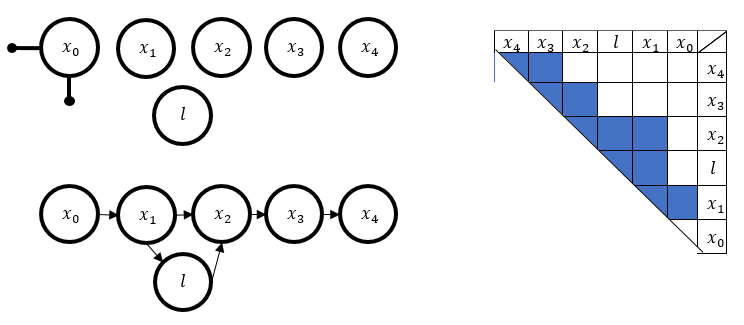 x₀ x₁ x₂ x₃ x₄
l
x₀ x₁ x₂ x₃ x₄
l
x₄ x₃ x₂ l x₁ x₀
x₄
x₃
x₂
l
x₁
x₀